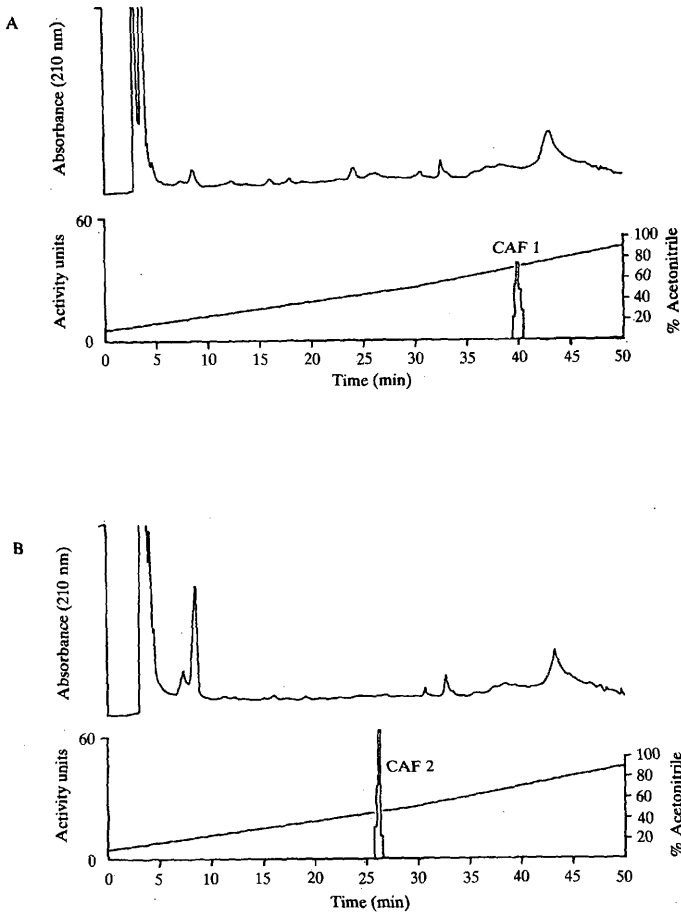 A
Absorbance (210 nm)
Activity units
60
0
CAF 1
100
80
60
40
20
% Acetonitrile
0 5 10 15 20 25 30 35 40 45 50
Time (min)
B
Absorbance (210 nm)
Activity units
60
0
CAF 2
100
80
60
40
20
% Acetonitrile
0 5 10 15 20 25 30 35 40 45 50
Time (min)